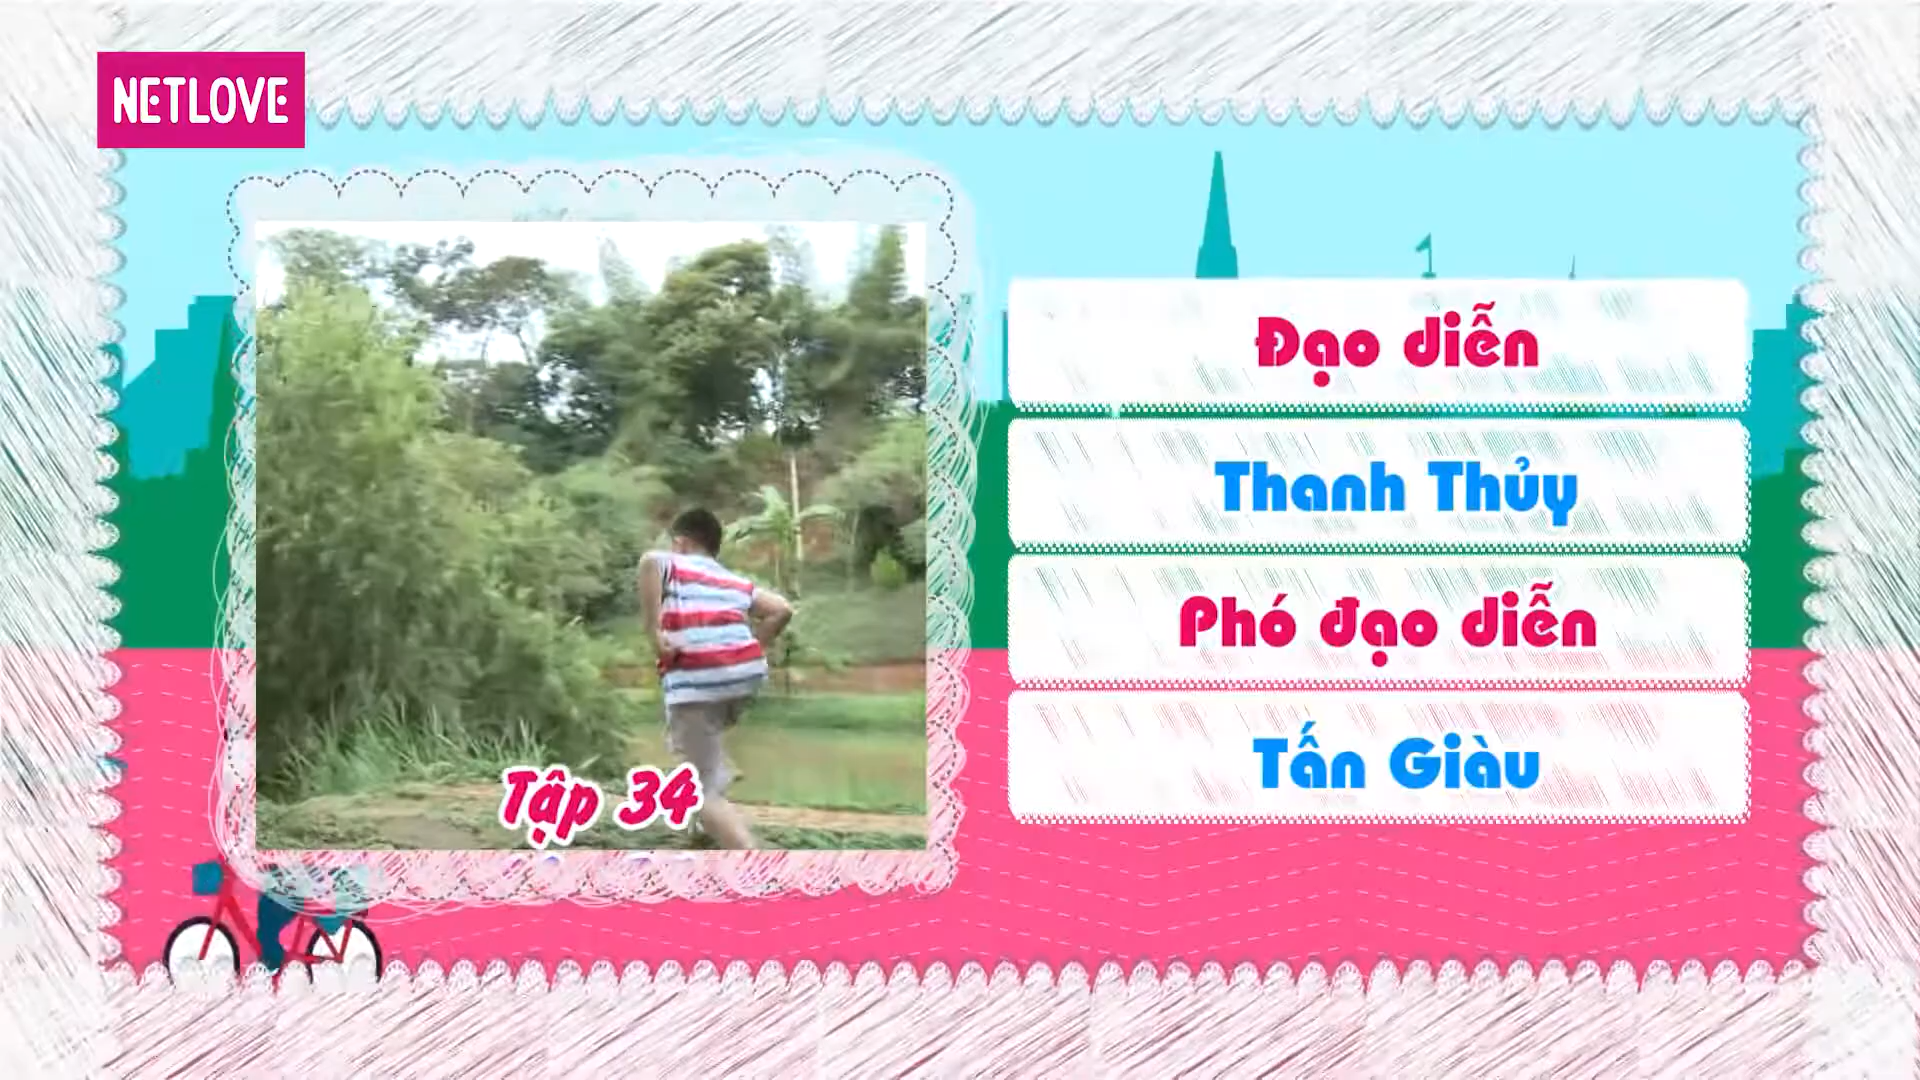 NETLOVE
Đạo diễn
Thanh Thủy
Phó đạo diễn
Tấn Giàu
Tập 34